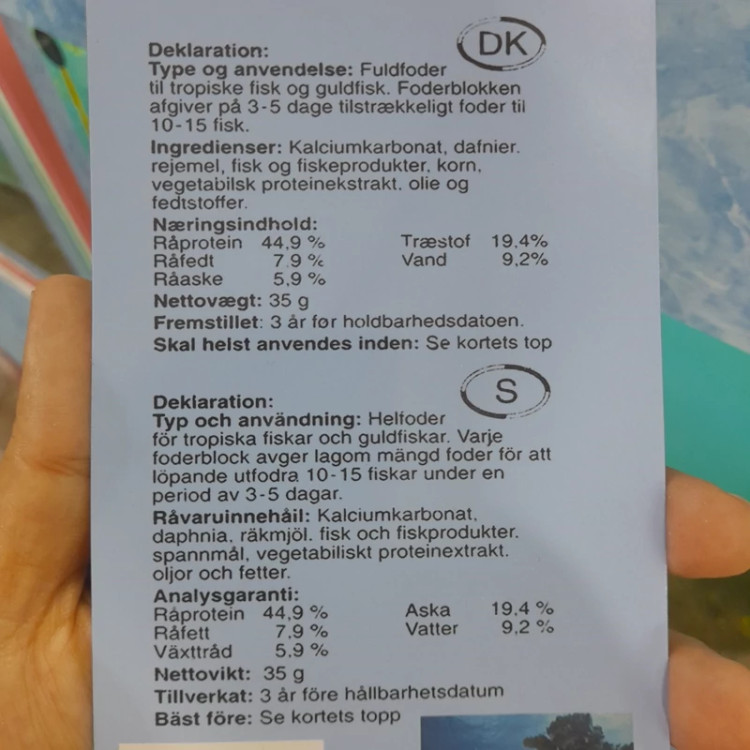 DK
Deklaration:
Type og anvendelse: Fuldfoder
til tropiske fisk og guldfisk. Foderblokken
afgiver på 3-5 dage tilstrækkeligt foder til
10-15 fisk.
Ingredienser: Kalciumkarbonat, dafnier.
rejemel, fisk og fiskeprodukter, korn,
vegetabilsk proteinekstrakt. olie og
fedtstoffer.
Næringsindhold:
Råprotein 44,9 % Træstof 19,4%
Råfedt 7,9 % Vand 9,2%
Råaske 5,9 %
Nettovægt: 35 g
Fremstillet: 3 år før holdbarhedsdatoen.
Skal helst anvendes inden: Se kortets top
S
Deklaration:
Typ och användning: Helfoder
för tropiska fiskar och guldfiskar. Varje
foderblock avger lagom mängd foder för att
löpande utfodra 10-15 fiskar under en
period av 3-5 dagar.
Råvaruinnehåil: Kalciumkarbonat,
daphnia, räkmjöl. fisk och fiskprodukter.
spannmål, vegetabiliskt proteinextrakt.
oljor och fetter.
Analysgaranti:
Råprotein 44,9 % Aska 19,4 %
Råfett 7,9 % Vatter 9,2 %
Växttråd 5,9 %
Nettovikt: 35 g
Tillverkat: 3 år före hållbarhetsdatum
Bäst före: Se kortets topp